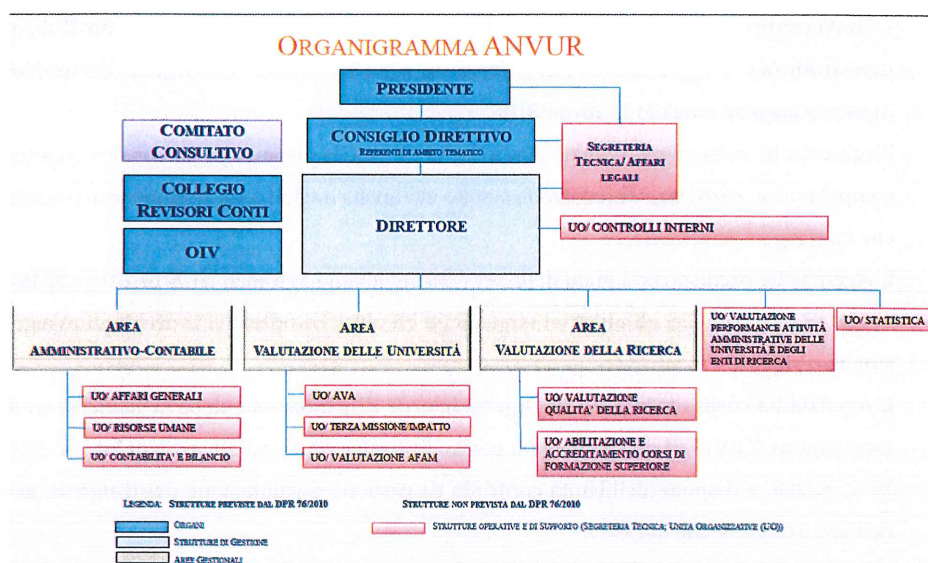 ORGANIGRAMMA ANVUR
PRESIDENTE
CONSIGLIO DIRETTIVO
REFERENTI DI AMBITO TEMATICO
COMITATO
CONSULTIVO
SEGRETERIA
TECNICA/ AFFARI
LEGALI
COLLEGIO
REVISORI CONTI
DIRETTORE
UO/ CONTROLLI INTERNI
OIV
AREA
AMMINISTRATIVO-CONTABILE
AREA
VALUTAZIONE DELLE UNIVERSITÀ
AREA
VALUTAZIONE DELLA RICERCA
UO/ VALUTAZIONE
PERFORMANCE ATTIVITÀ
AMMINISTRATIVE DELLE
UNIVERSITÀ E DEGLI
ENTI DI RICERCA
UO/ STATISTICA
UO/ AFFARI GENERALI
UO/ RISORSE UMANE
UO/ CONTABILITA' E BILANCIO
UO/ AVA
UO/ TERZA MISSIONE/IMPATTO
UO/ VALUTAZIONE AFAM
UO/ VALUTAZIONE
QUALITA' DELLA RICERCA
UO/ ABILITAZIONE E
ACCREDITAMENTO CORSI DI
FORMAZIONE SUPERIORE
LEGENDA: STRUTTURE PREVISTE DAL DPR 76/2010
STRUTTURE NON PREVISTA DAL DPR 76/2010
ORGANI
STRUTTURE DI GESTIONE
AREE GESTIONALI
STRUTTURE OPERATIVE E DI SUPPORTO (SEGRETERIA TECNICA; UNITÀ ORGANIZZATIVE (UO))